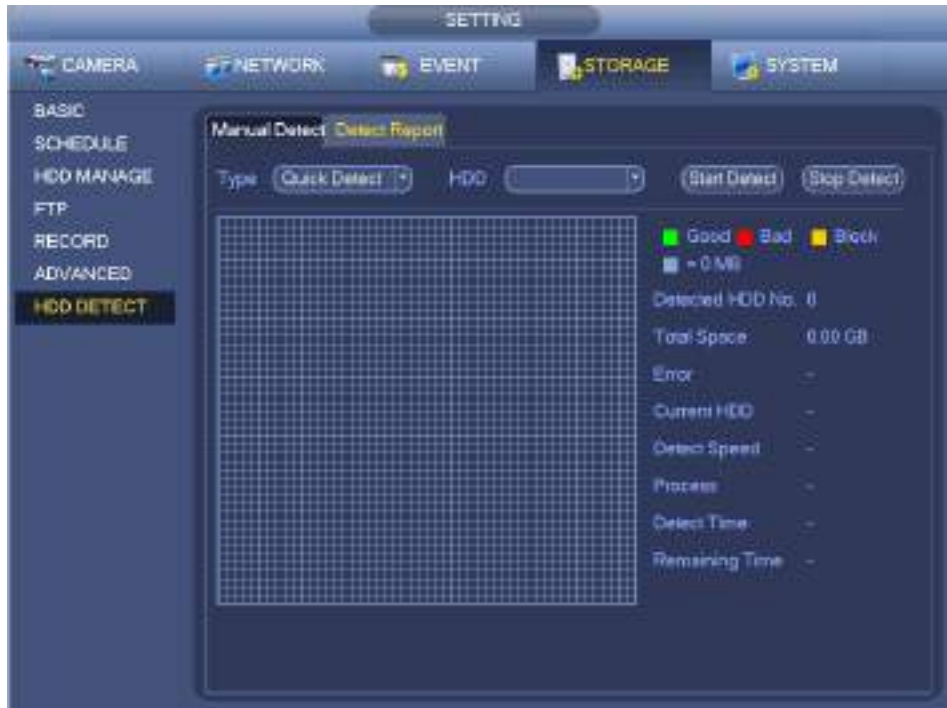 SETTING
CAMERA NETWORK EVENT STORAGE SYSTEM
BASIC
SCHEDULE
HDD MANAGE
FTP
RECORD
ADVANCED
HDD DETECT
Manual Detect Detect Report
Type Quick Detect HDD Start Detect Stop Detect
Good Bad Block
= 0 MB
Detected HDD No. 0
Total Space 0.00 GB
Error -
Current HDD -
Detect Speed -
Process -
Detect Time -
Remaining Time -